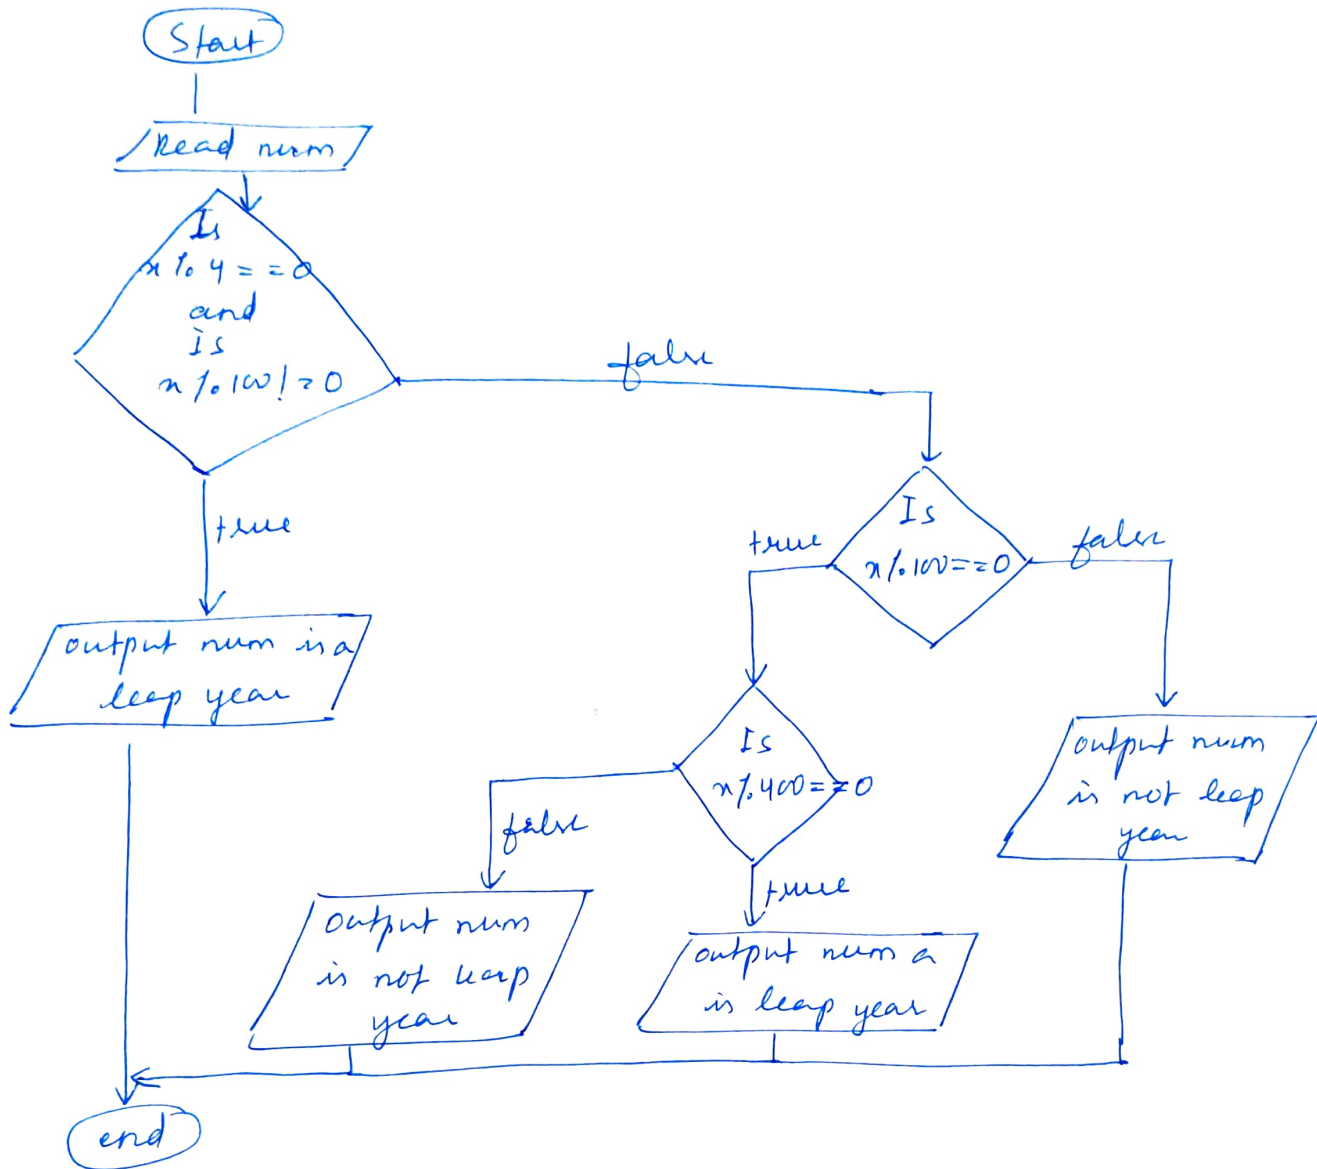 Start
Read num
Is
x % 4 = = 0
and
is
x % 100 != 0
false
true
output num is a
leap year
Is
x % 100 = = 0
true
false
Is
x % 400 = = 0
false
true
output num
is not leap
year
output num
is not leap
year
output num a
is leap year
end